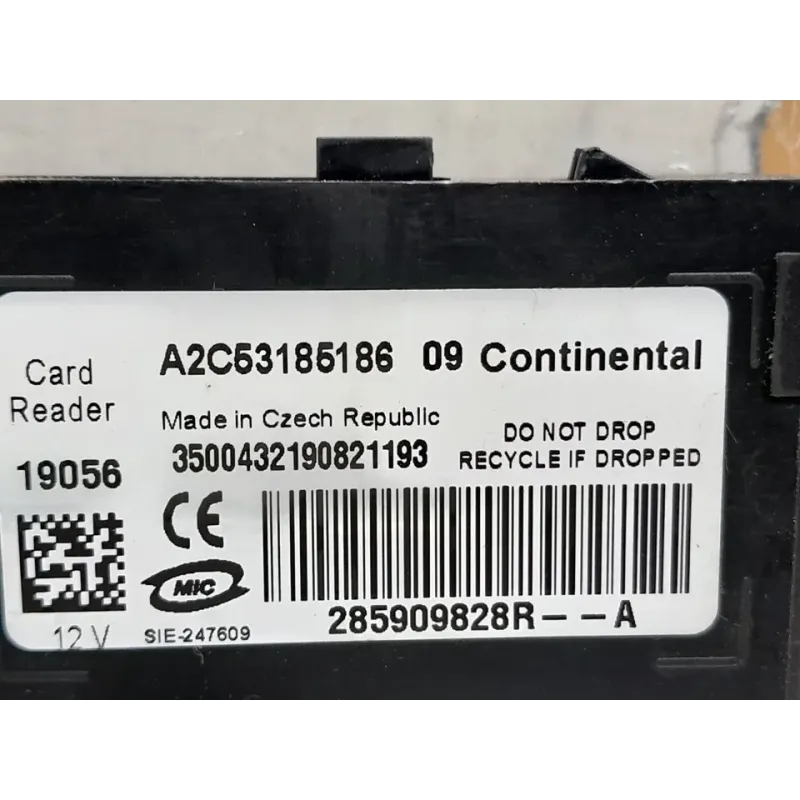 Card
Reader
19056
12 V
A2C53185186 09 Continental
Made in Czech Republic
3500432190821193
DO NOT DROP
RECYCLE IF DROPPED
CE
MIC
SIE-247609
285909828R--A